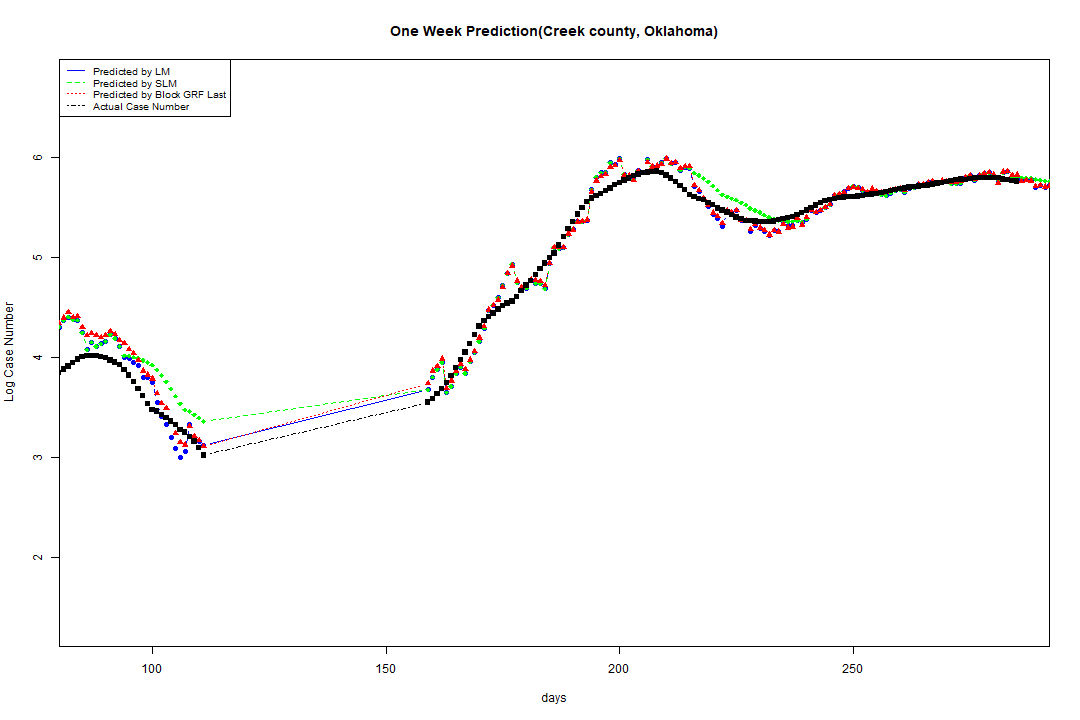 One Week Prediction(Creek county, Oklahoma)
Predicted by LM
Predicted by SLM
Predicted by Block GRF Last
Actual Case Number
6
5
4
3
2
Log Case Number
100
150
200
250
days